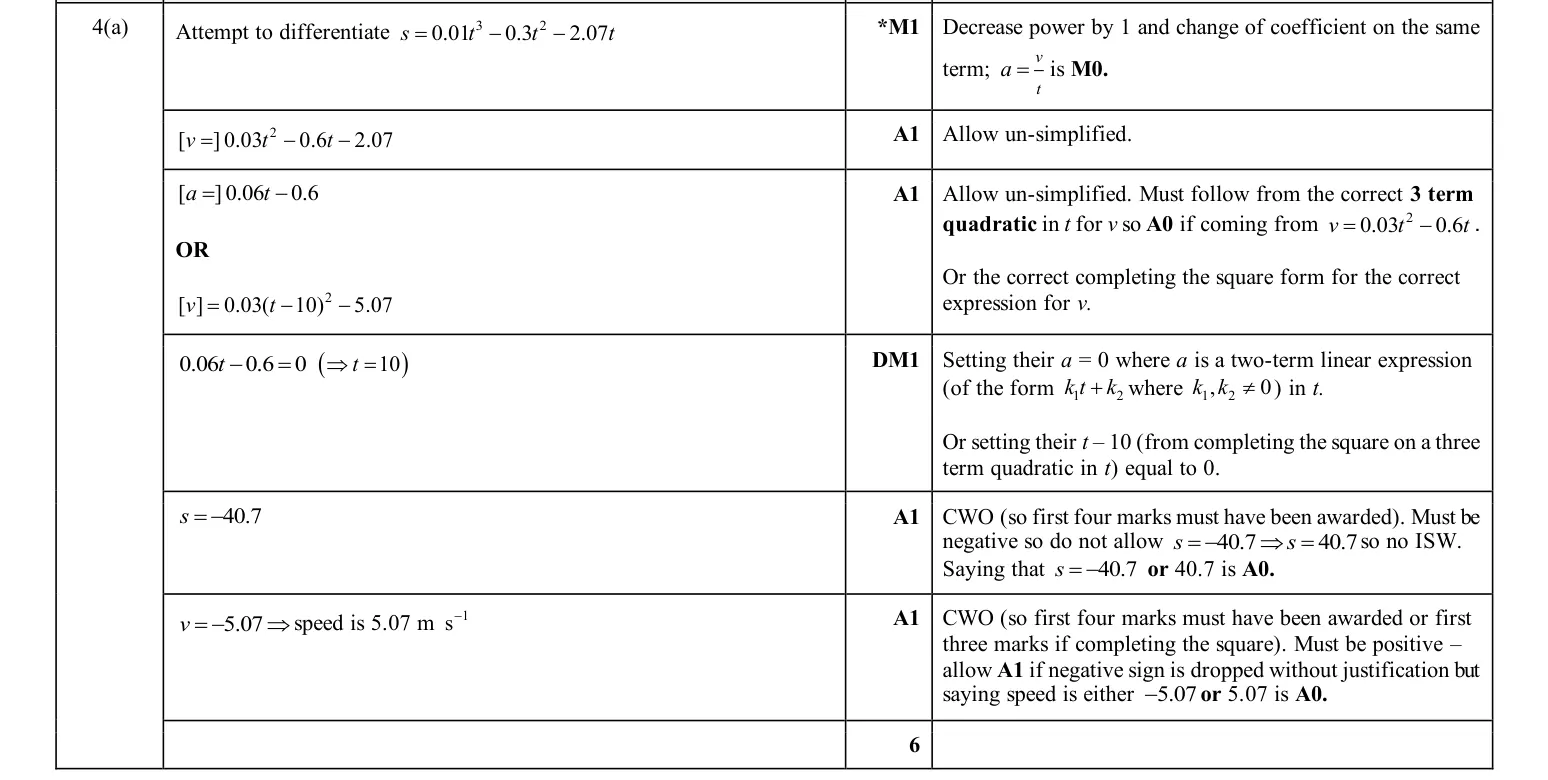 4(a)
Attempt to differentiate s = 0.01t³ − 0.3t² − 2.07t
*M1
Decrease power by 1 and change of coefficient on the same
term; a = v/t is M0.
[v =] 0.03t² − 0.6t − 2.07
A1
Allow un-simplified.
[a =] 0.06t − 0.6
OR
[v] = 0.03(t − 10)² − 5.07
A1
Allow un-simplified. Must follow from the correct 3 term
quadratic in t for v so A0 if coming from v = 0.03t² − 0.6t .
Or the correct completing the square form for the correct
expression for v.
0.06t − 0.6 = 0 (⇒ t = 10)
DM1
Setting their a = 0 where a is a two-term linear expression
(of the form k₁t + k₂ where k₁, k₂ ≠ 0) in t.
Or setting their t – 10 (from completing the square on a three
term quadratic in t) equal to 0.
s = −40.7
A1
CWO (so first four marks must have been awarded). Must be
negative so do not allow s = −40.7 ⇒ s = 40.7 so no ISW.
Saying that s = −40.7 or 40.7 is A0.
v = −5.07 ⇒ speed is 5.07 m s⁻¹
A1
CWO (so first four marks must have been awarded or first
three marks if completing the square). Must be positive –
allow A1 if negative sign is dropped without justification but
saying speed is either −5.07 or 5.07 is A0.
6